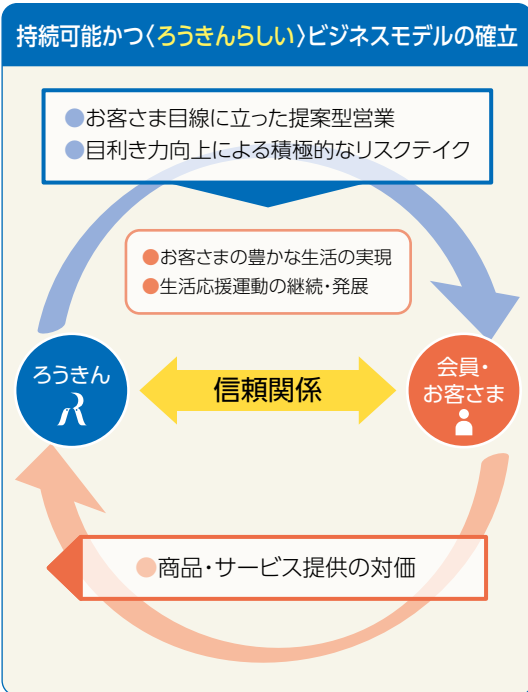 持続可能かつ〈ろうきんらしい〉ビジネスモデルの確立
●お客さま目線に立った提案型営業
●目利き力向上による積極的なリスクテイク
●お客さまの豊かな生活の実現
●生活応援運動の継続・発展
ろうきん
R
信頼関係
会員・
お客さま
●商品・サービス提供の対価